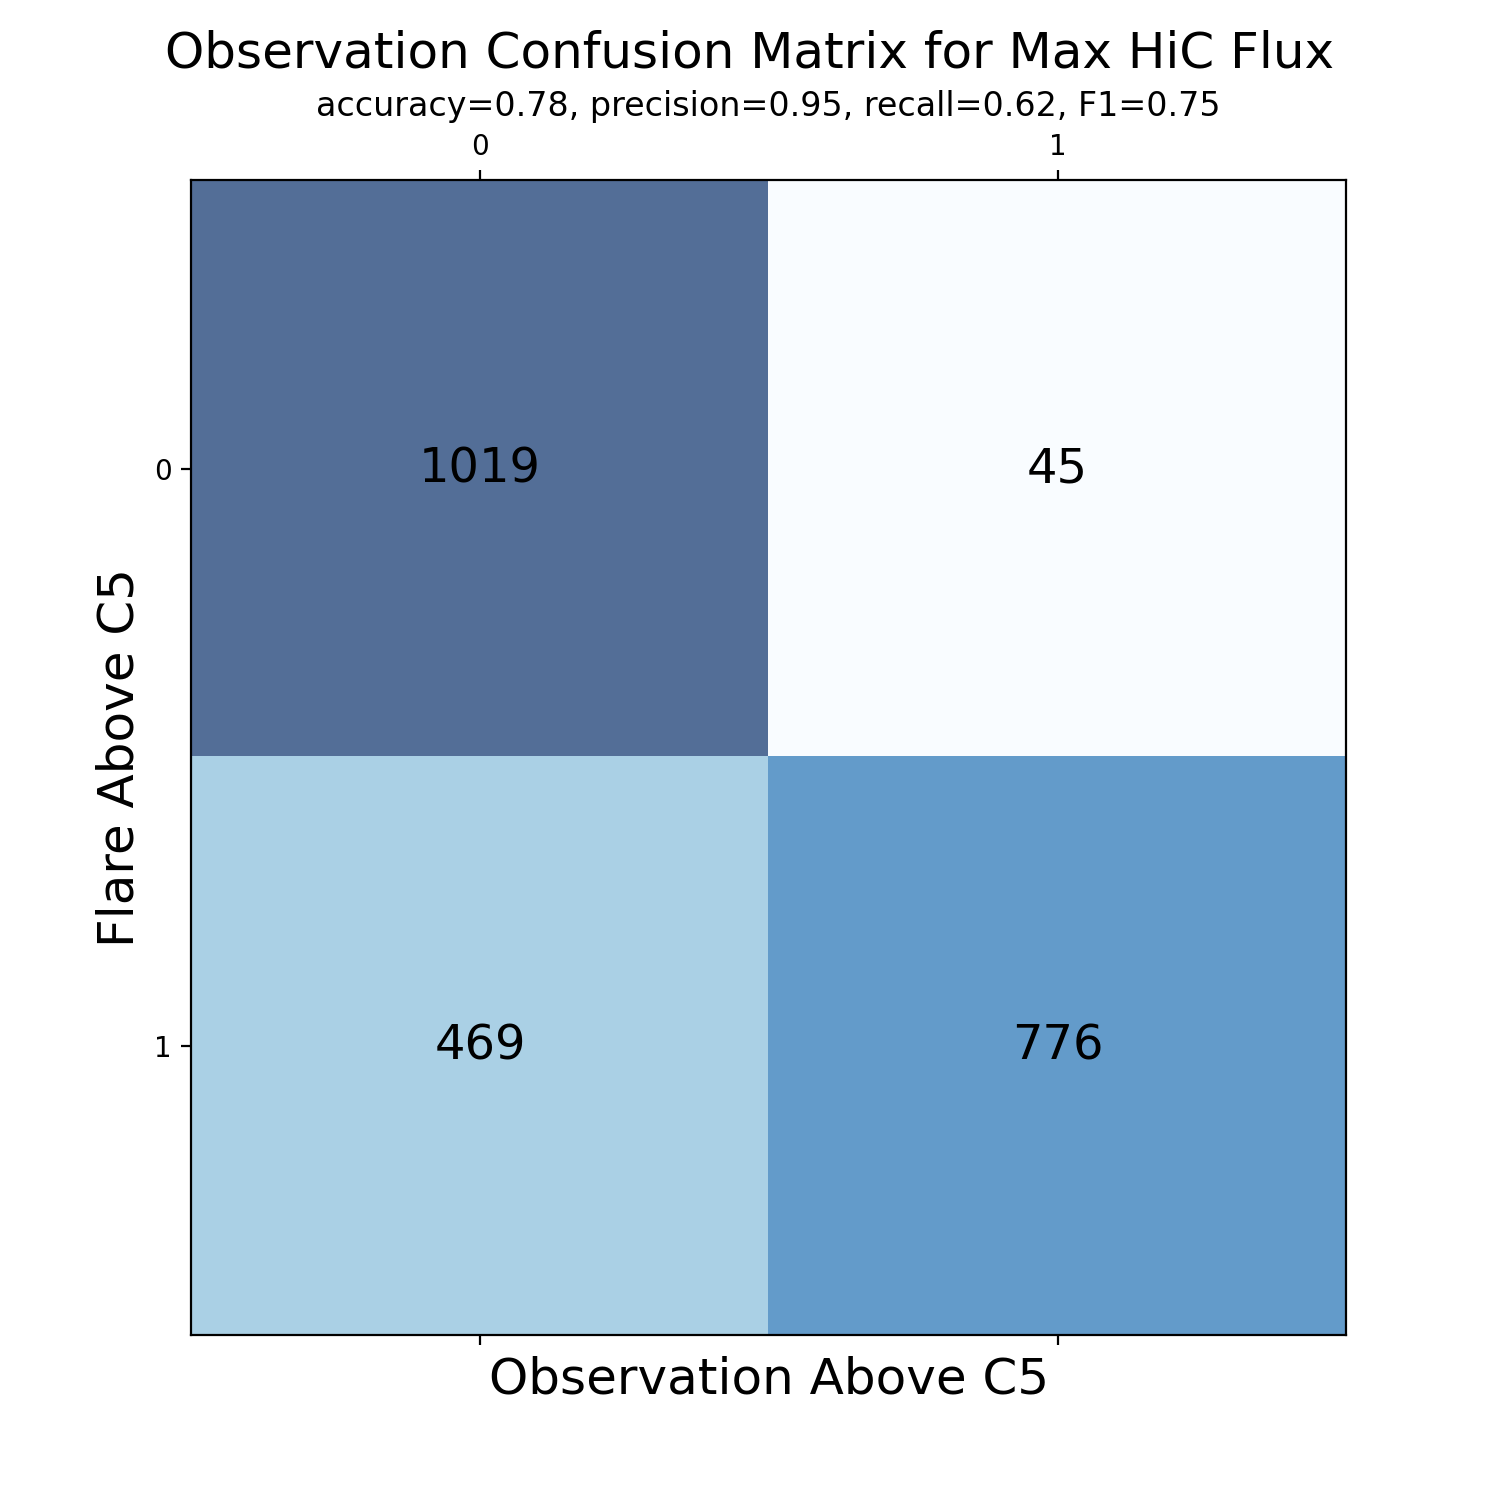 Observation Confusion Matrix for Max HiC Flux
accuracy=0.78, precision=0.95, recall=0.62, F1=0.75
0 1
0
1019 45
Flare Above C5
1
469 776
Observation Above C5